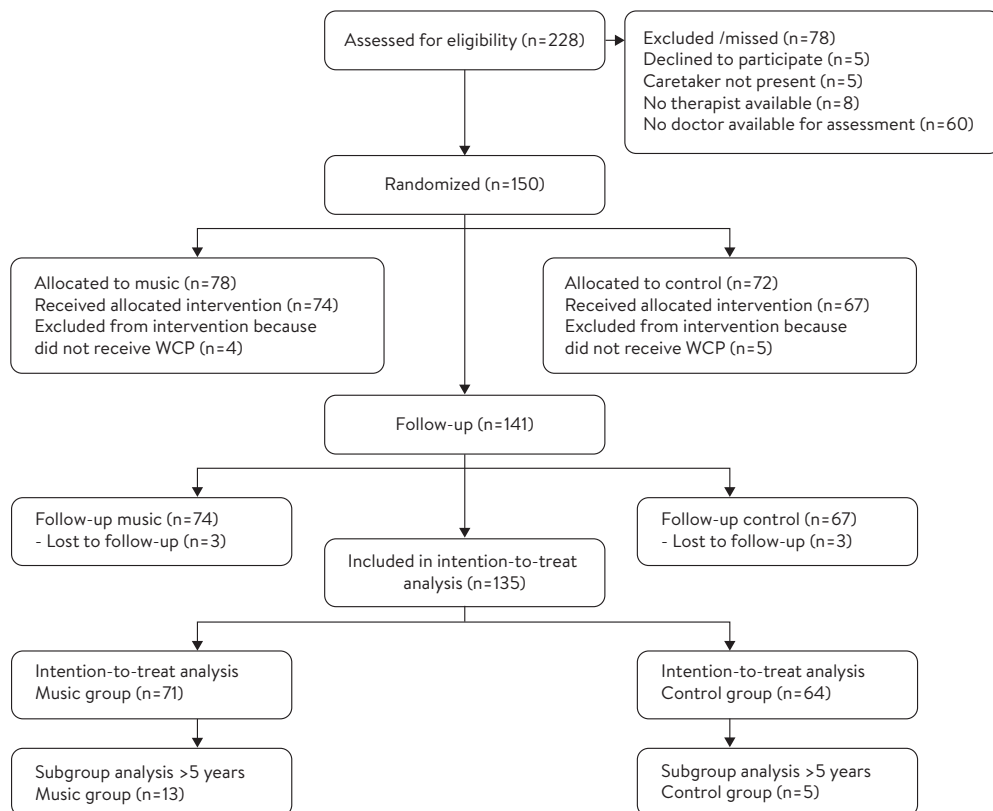 Assessed for eligibility (n=228)
Excluded /missed (n=78)
Declined to participate (n=5)
Caretaker not present (n=5)
No therapist available (n=8)
No doctor available for assessment (n=60)
Randomized (n=150)
Allocated to music (n=78)
Received allocated intervention (n=74)
Excluded from intervention because
did not receive WCP (n=4)
Allocated to control (n=72)
Received allocated intervention (n=67)
Excluded from intervention because
did not receive WCP (n=5)
Follow-up (n=141)
Follow-up music (n=74)
- Lost to follow-up (n=3)
Follow-up control (n=67)
- Lost to follow-up (n=3)
Included in intention-to-treat
analysis (n=135)
Intention-to-treat analysis
Music group (n=71)
Intention-to-treat analysis
Control group (n=64)
Subgroup analysis >5 years
Music group (n=13)
Subgroup analysis >5 years
Control group (n=5)